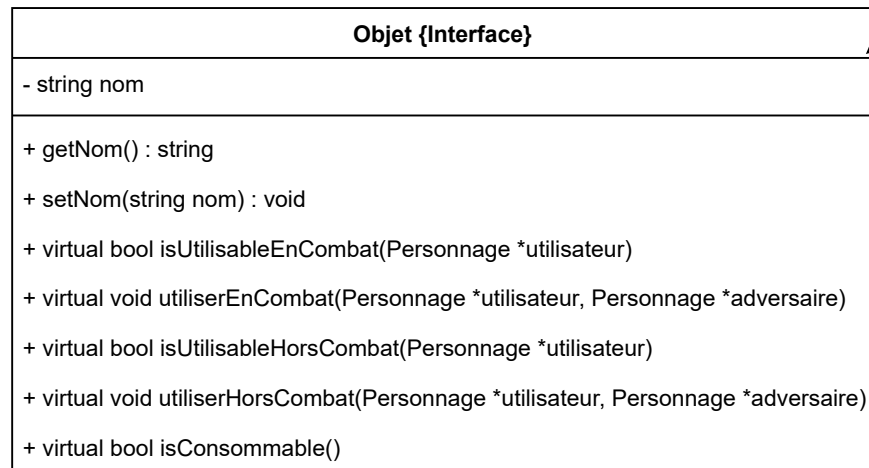 Objet {Interface}
- string nom
+ getNom() : string
+ setNom(string nom) : void
+ virtual bool isUtilisableEnCombat(Personnage *utilisateur)
+ virtual void utiliserEnCombat(Personnage *utilisateur, Personnage *adversaire)
+ virtual bool isUtilisableHorsCombat(Personnage *utilisateur)
+ virtual void utiliserHorsCombat(Personnage *utilisateur, Personnage *adversaire)
+ virtual bool isConsommable()